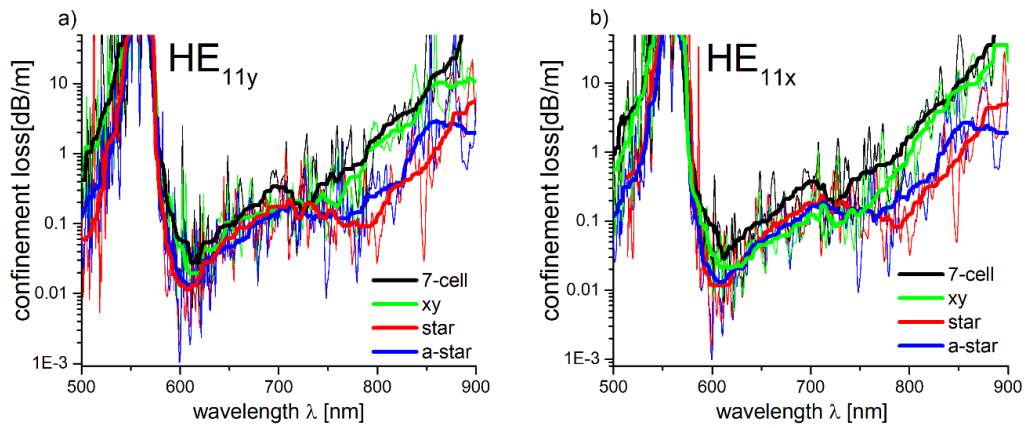 a)
HE11y
confinement loss[dB/m]
10
1
0.1
0.01
1E-3
7-cell
xy
star
a-star
500 600 700 800 900
wavelength λ [nm]
b)
HE11x
confinement loss[dB/m]
10
1
0.1
0.01
1E-3
7-cell
xy
star
a-star
500 600 700 800 900
wavelength λ [nm]